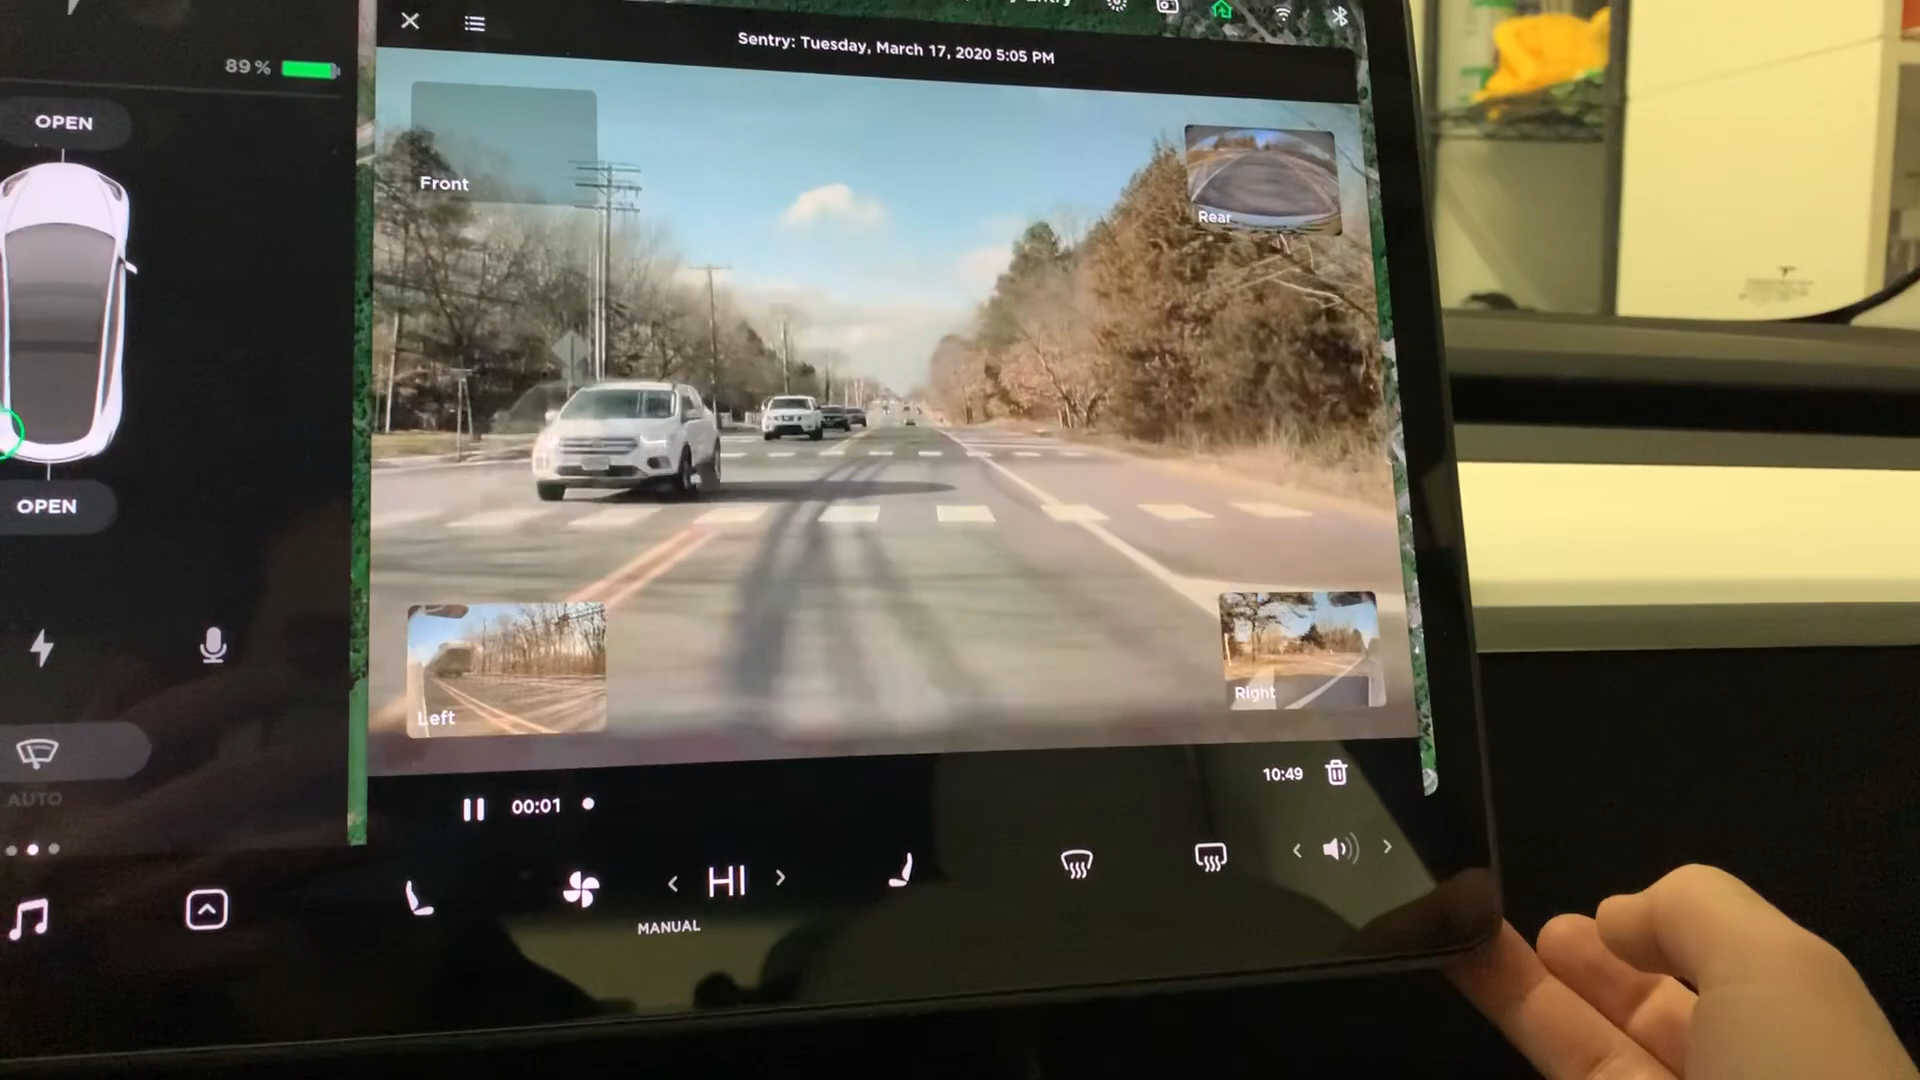 Sentry: Tuesday, March 17, 2020 5:05 PM
89 %
OPEN
Front
Rear
OPEN
Left
Right
AUTO
00:01
10:49
HI
MANUAL